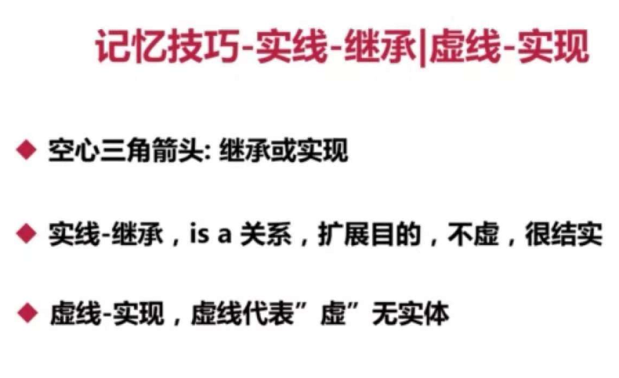 记忆技巧-实线-继承|虚线-实现
空心三角箭头: 继承或实现
实线-继承，is a 关系，扩展目的，不虚，很结实
虚线-实现，虚线代表”虚”无实体